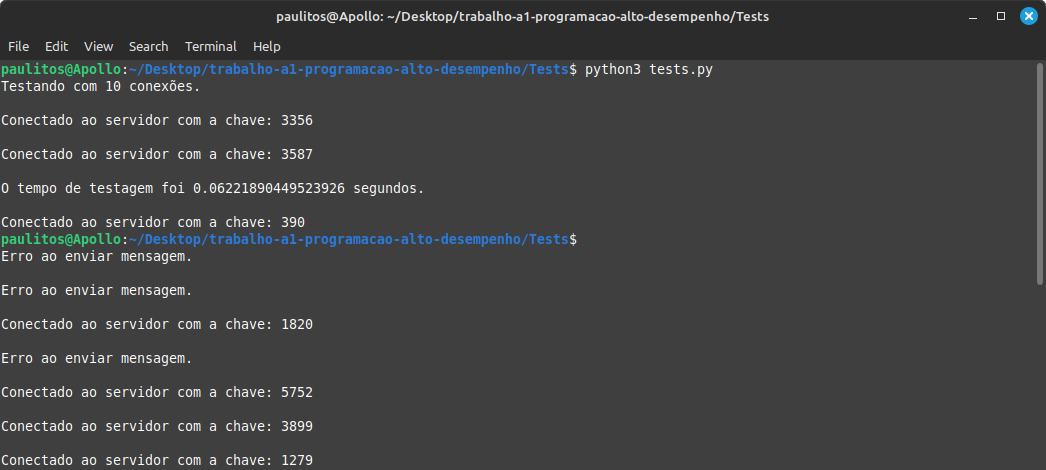 paulitos@Apollo: ~/Desktop/trabalho-a1-programacao-alto-desempenho/Tests
File Edit View Search Terminal Help
paulitos@Apollo:~/Desktop/trabalho-a1-programacao-alto-desempenho/Tests$ python3 tests.py
Testando com 10 conexões.
Conectado ao servidor com a chave: 3356
Conectado ao servidor com a chave: 3587
O tempo de testagem foi 0.06221890449523926 segundos.
Conectado ao servidor com a chave: 390
paulitos@Apollo:~/Desktop/trabalho-a1-programacao-alto-desempenho/Tests$
Erro ao enviar mensagem.
Erro ao enviar mensagem.
Conectado ao servidor com a chave: 1820
Erro ao enviar mensagem.
Conectado ao servidor com a chave: 5752
Conectado ao servidor com a chave: 3899
Conectado ao servidor com a chave: 1279